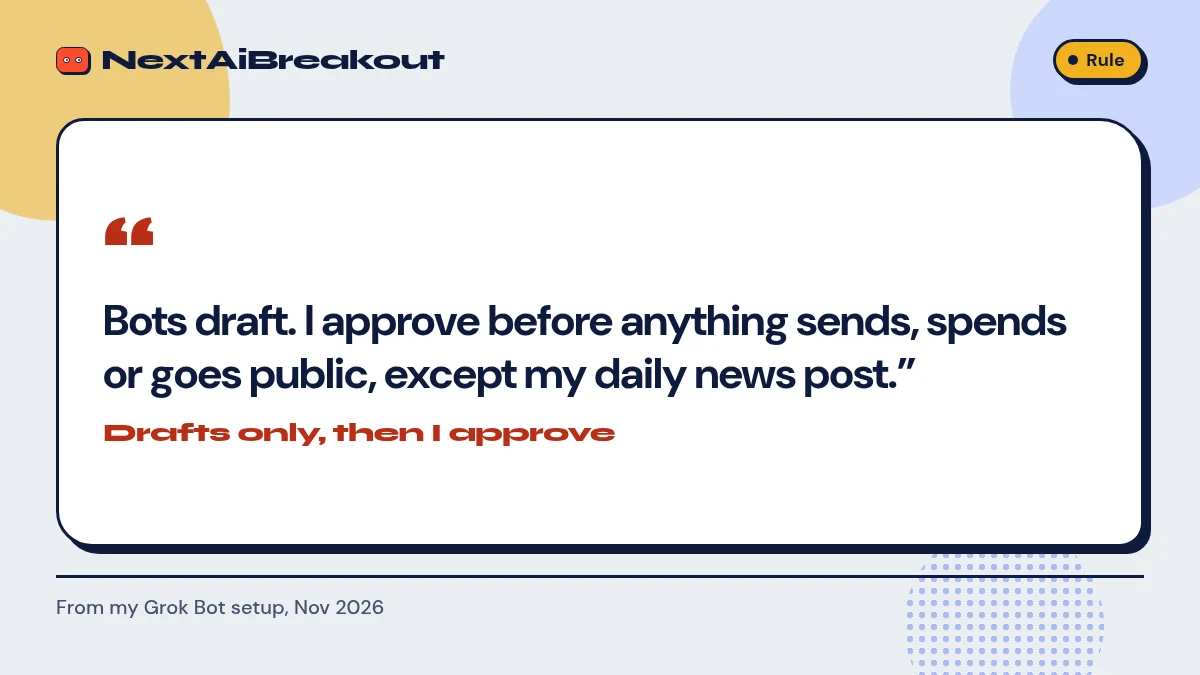 NextAiBreakout
Rule
“
Bots draft. I approve before anything sends, spends
or goes public, except my daily news post.”
Drafts only, then I approve
From my Grok Bot setup, Nov 2026